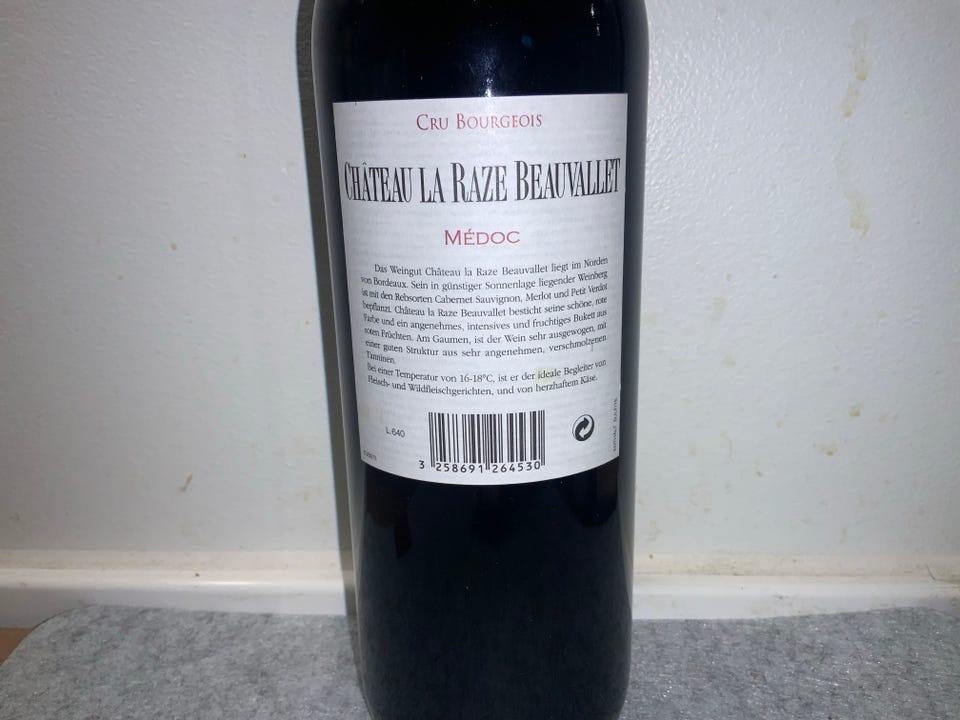 CRU BOURGEOIS
CHÂTEAU LA RAZE BEAUVALLET
MÉDOC
Das Weingut Château la Raze Beauvallet liegt im Norden
von Bordeaux. Sein in günstiger Sonnenlage liegender Weinberg
ist mit den Rebsorten Cabernet Sauvignon, Merlot und Petit Verdot
bepflanzt. Château la Raze Beauvallet besticht seine schöne, rote
Farbe und ein angenehmes, intensives und fruchtiges Bukett aus
roten Früchten. Am Gaumen, ist der Wein sehr ausgewogen, mit
einer guten Struktur aus sehr angenehmen, verschmolzenen
Tanninen.
Bei einer Temperatur von 16-18°C, ist er der ideale Begleiter von
Fleisch- und Wildfleischgerichten, und von herzhaftem Käse.
L.640
3 258691 264530
ENTHÄLT SULFITE